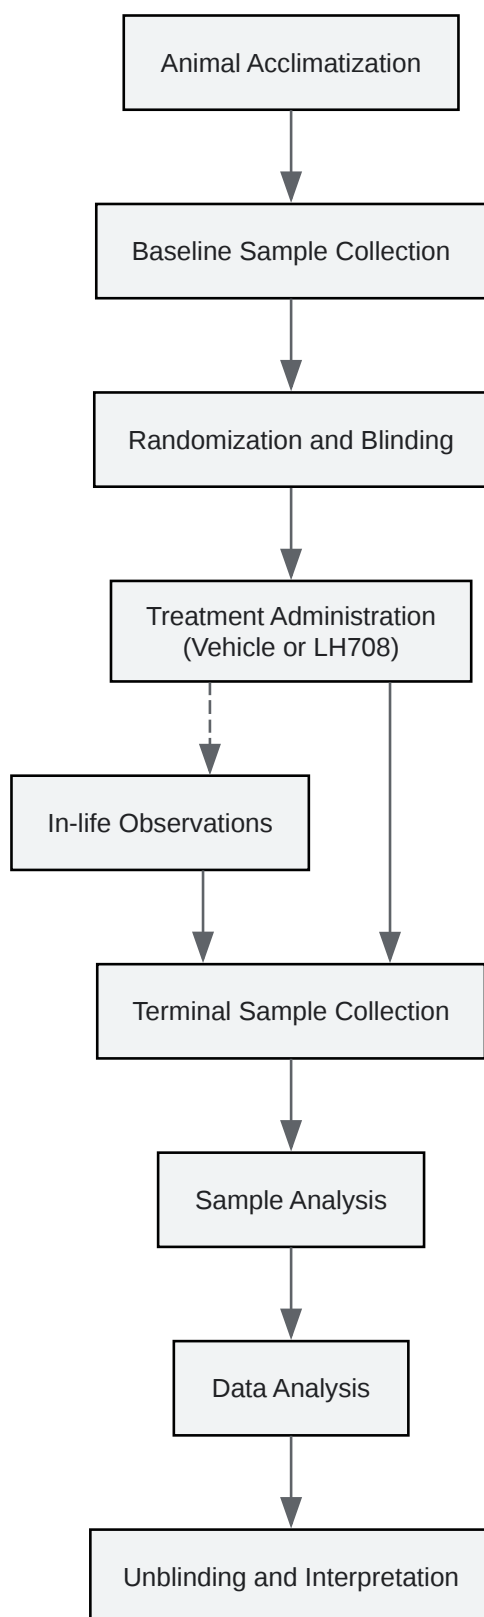 Animal Acclimatization
Baseline Sample Collection
Randomization and Blinding
Treatment Administration
(Vehicle or LH708)
In-life Observations
Terminal Sample Collection
Sample Analysis
Data Analysis
Unblinding and Interpretation